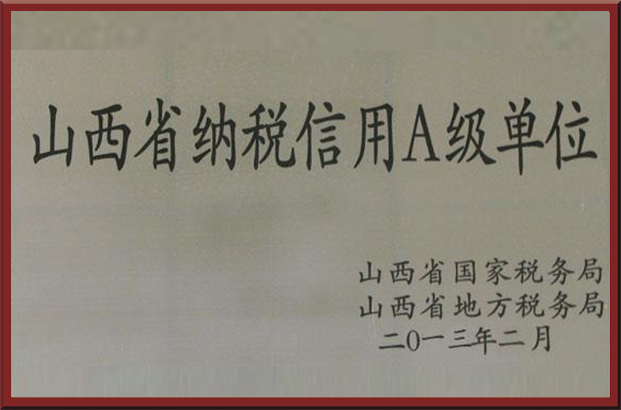 山西省纳税信用A级单位
山西省国家税务局
山西省地方税务局
二0一三年二月